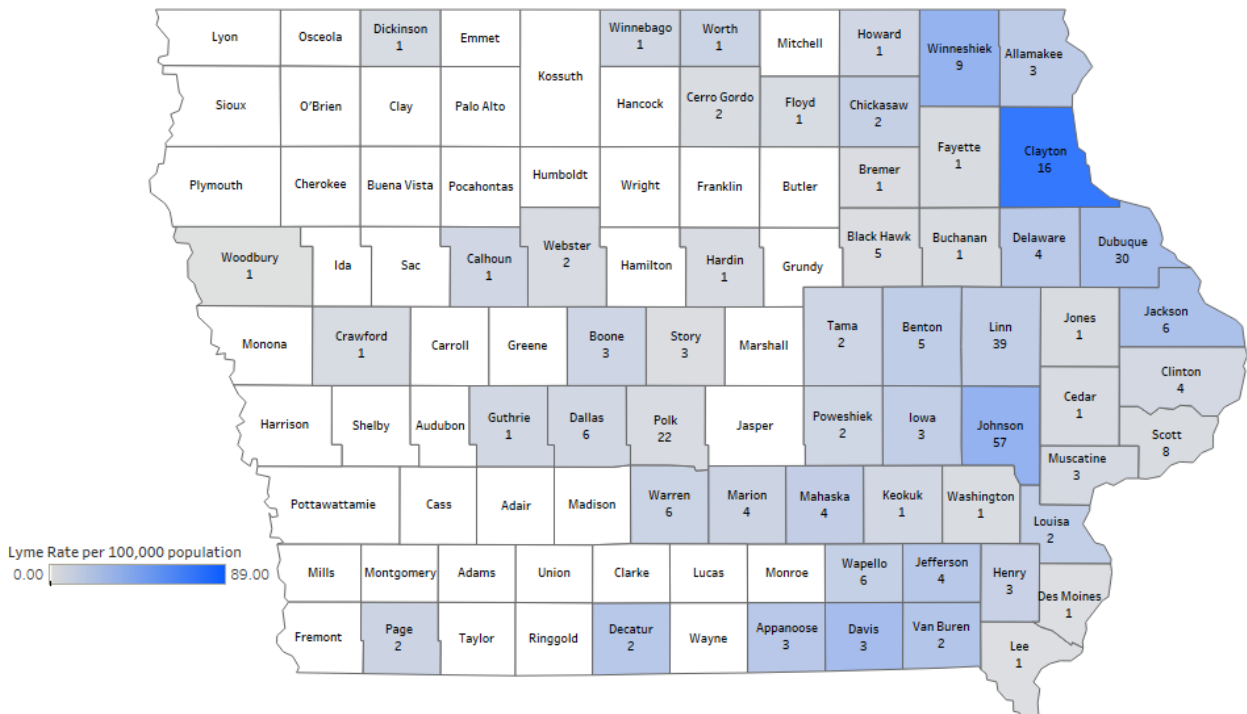 Lyon
Osceola
Dickinson
1
Emmet
Kossuth
Winnebago
1
Worth
1
Mitchell
Howard
1
Winneshiek
9
Allamakee
3
Sioux
O'Brien
Clay
Palo Alto
Hancock
Cerro Gordo
2
Floyd
1
Chickasaw
2
Fayette
1
Clayton
16
Plymouth
Cherokee
Buena Vista
Pocahontas
Humboldt
Wright
Franklin
Butler
Bremer
1
Woodbury
1
Ida
Sac
Calhoun
1
Webster
2
Hamilton
Hardin
1
Grundy
Black Hawk
5
Buchanan
1
Delaware
4
Dubuque
30
Monona
Crawford
1
Carroll
Greene
Boone
3
Story
3
Marshall
Tama
2
Benton
5
Linn
39
Jones
1
Jackson
6
Clinton
4
Harrison
Shelby
Audubon
Guthrie
1
Dallas
6
Polk
22
Jasper
Poweshiek
2
Iowa
3
Johnson
57
Cedar
1
Scott
8
Muscatine
3
Pottawattamie
Cass
Adair
Madison
Warren
6
Marion
4
Mahaska
4
Keokuk
1
Washington
1
Louisa
2
Lyme Rate per 100,000 population
0.00
89.00
Mills
Montgomery
Adams
Union
Clarke
Lucas
Monroe
Wapello
6
Jefferson
4
Henry
3
Des Moines
1
Fremont
Page
2
Taylor
Ringgold
Decatur
2
Wayne
Appanoose
3
Davis
3
Van Buren
2
Lee
1